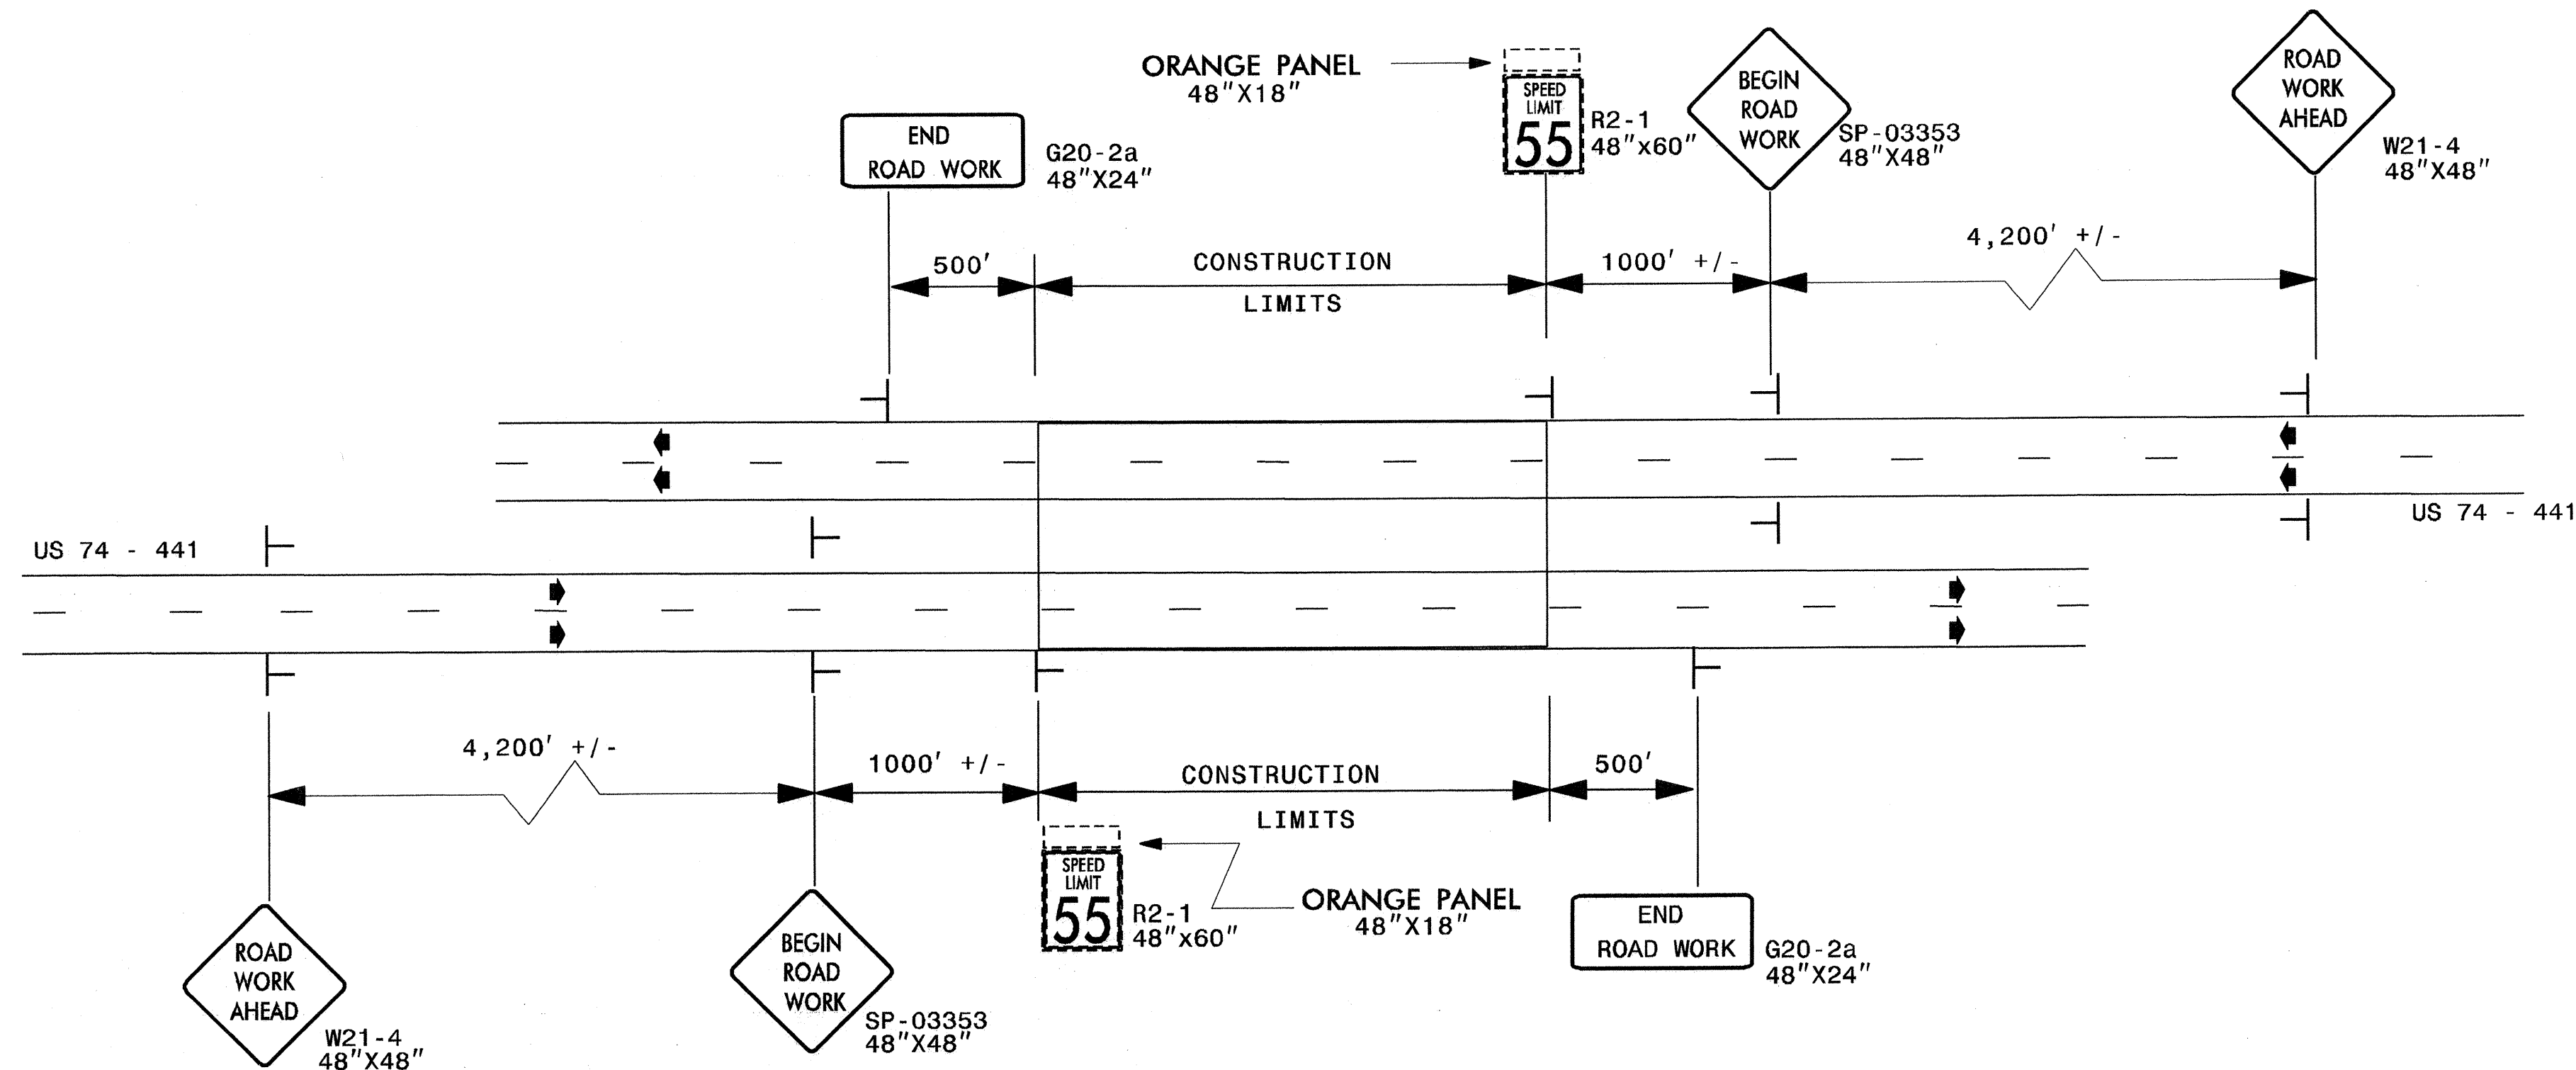 ORANGE PANEL
48"X18"
SPEED
LIMIT
55
R2-1
48"x60"
BEGIN
ROAD
WORK
SP-03353
48"X48"
ROAD
WORK
AHEAD
W21-4
48"X48"
END
ROAD WORK
G20-2a
48"X24"
500'
CONSTRUCTION
LIMITS
1000' +/-
4,200' +/-
US 74 - 441
US 74 - 441
4,200' +/-
1000' +/-
CONSTRUCTION
LIMITS
500'
ROAD
WORK
AHEAD
W21-4
48"X48"
BEGIN
ROAD
WORK
SP-03353
48"X48"
SPEED
LIMIT
55
R2-1
48"x60"
ORANGE PANEL
48"X18"
END
ROAD WORK
G20-2a
48"X24"